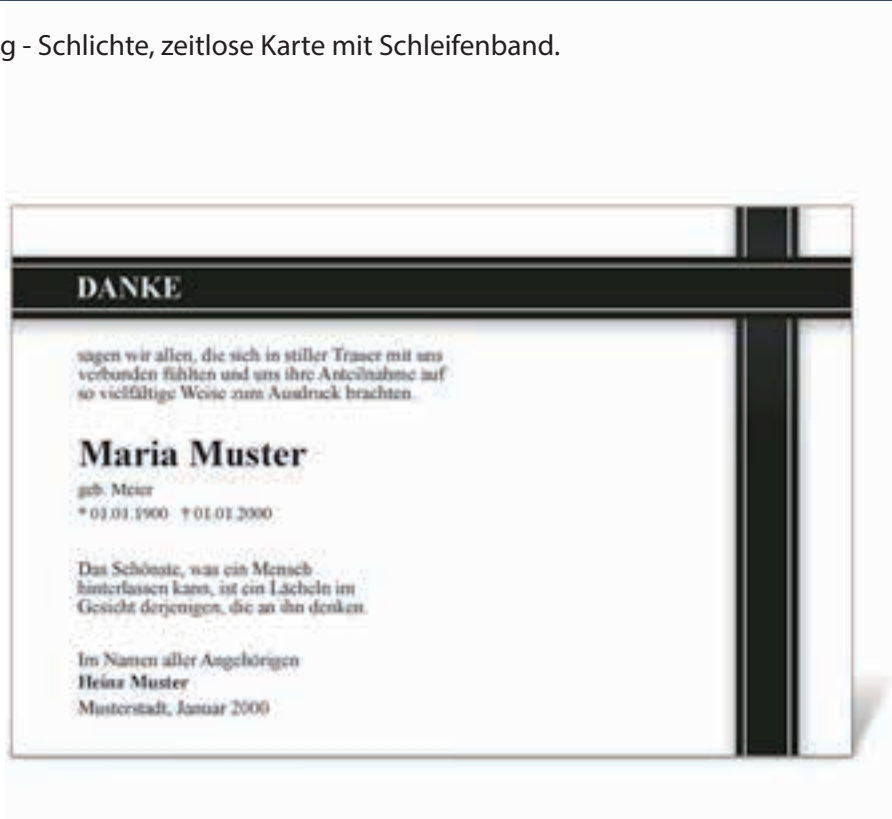 g - Schlichte, zeitlose Karte mit Schleifenband.
DANKE
sagen wir allen, die sich in stiller Trauer mit uns
verbunden fühlten und uns ihre Anteilnahme auf
so vielfältige Weise zum Ausdruck brachten.
Maria Muster
geb. Meier
* 01.01.1900 † 01.01.2000
Das Schönste, was ein Mensch
hinterlassen kann, ist ein Lächeln im
Gesicht derjenigen, die an ihn denken.
Im Namen aller Angehörigen
Heinz Muster
Musterstadt, Januar 2000